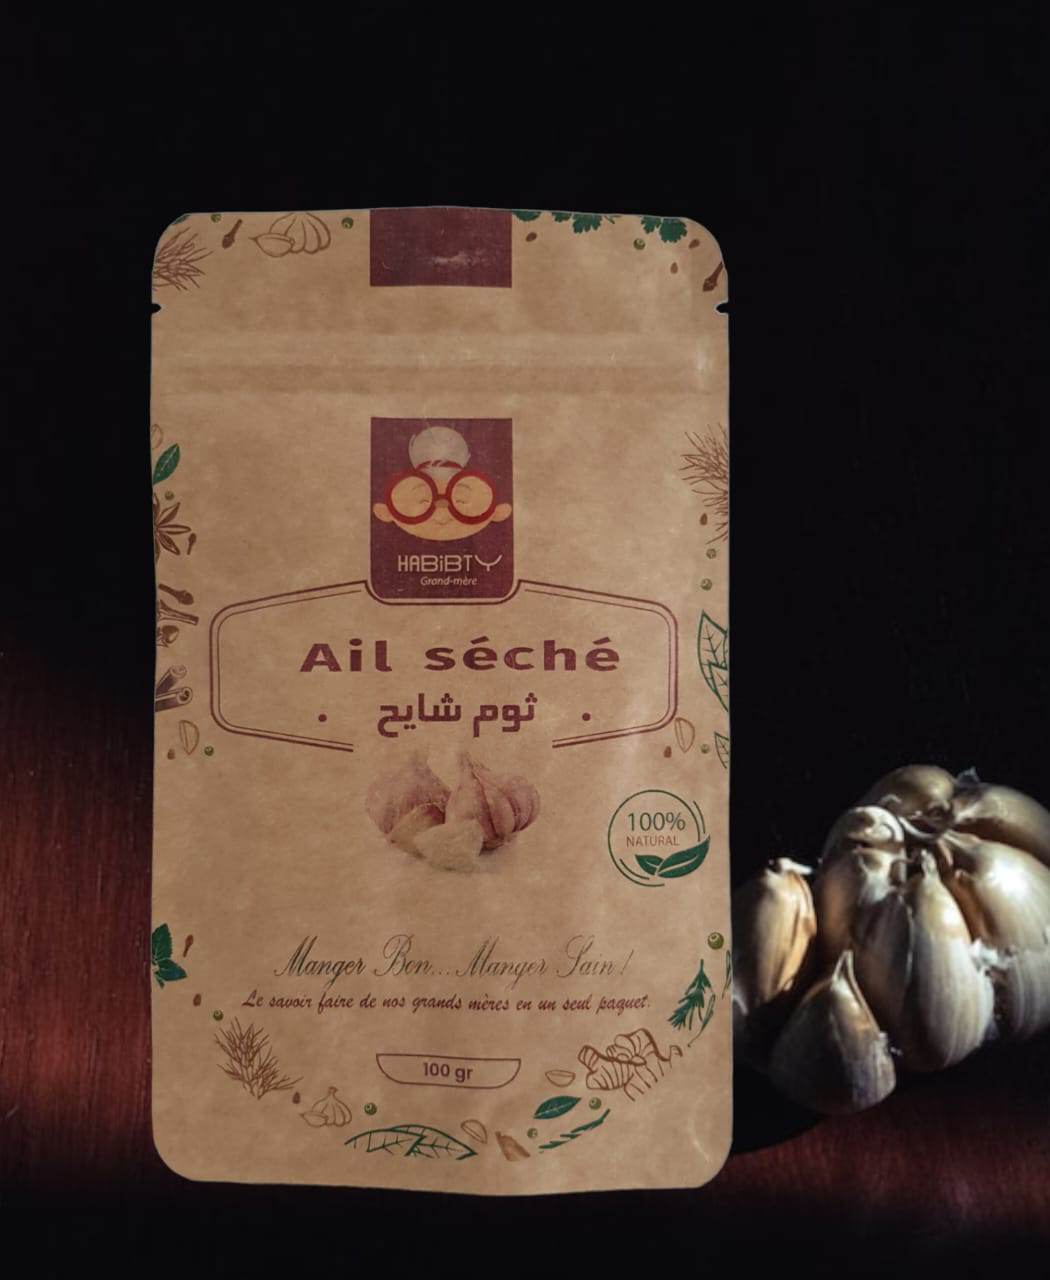 HABIBTY
Grand-mère
Ail séché
ثوم شايح
100%
NATURAL
Manger Bon... Manger Sain !
Le savoir faire de nos grands mères en un seul paquet.
100 gr